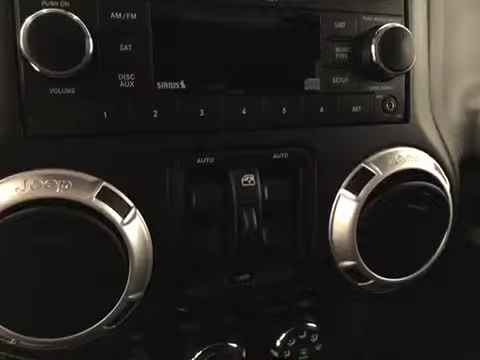 PUSH ON
VOLUME
AM/FM
SAT
DISC
AUX
SIRIUS
LIST
MUSIC
TYPE
SETUP
1 2 3 4 5 6 SET
AUTO AUTO
Jeep
Jeep